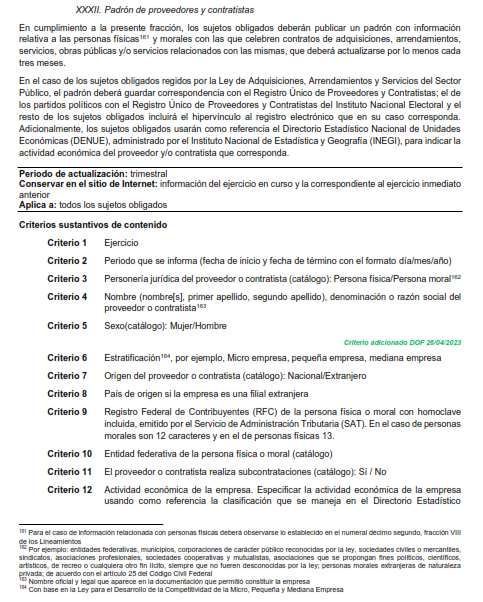 XXXII. Padrón de proveedores y contratistas
En cumplimiento a la presente fracción, los sujetos obligados deberán publicar un padrón con información
relativa a las personas físicas¹⁶¹ y morales con las que celebren contratos de adquisiciones, arrendamientos,
servicios, obras públicas y/o servicios relacionados con las mismas, que deberá actualizarse por lo menos cada
tres meses.
En el caso de los sujetos obligados regidos por la Ley de Adquisiciones, Arrendamientos y Servicios del Sector
Público, el padrón deberá guardar correspondencia con el Registro Único de Proveedores y Contratistas; el de
los partidos políticos con el Registro Único de Proveedores y Contratistas del Instituto Nacional Electoral y el
resto de los sujetos obligados incluirá el hipervínculo al registro electrónico que en su caso corresponda.
Adicionalmente, los sujetos obligados usarán como referencia el Directorio Estadístico Nacional de Unidades
Económicas (DENUE), administrado por el Instituto Nacional de Estadística y Geografía (INEGI), para indicar la
actividad económica del proveedor y/o contratista que corresponda.
Periodo de actualización: trimestral
Conservar en el sitio de Internet: información del ejercicio en curso y la correspondiente al ejercicio inmediato
anterior
Aplica a: todos los sujetos obligados
Criterios sustantivos de contenido
Criterio 1 Ejercicio
Criterio 2 Periodo que se informa (fecha de inicio y fecha de término con el formato día/mes/año)
Criterio 3 Personería jurídica del proveedor o contratista (catálogo): Persona física/Persona moral¹⁶²
Criterio 4 Nombre (nombre[s], primer apellido, segundo apellido), denominación o razón social del
proveedor o contratista¹⁶³
Criterio 5 Sexo(catálogo): Mujer/Hombre
Criterio adicionado DOF 26/04/2023
Criterio 6 Estratificación¹⁶⁴, por ejemplo, Micro empresa, pequeña empresa, mediana empresa
Criterio 7 Origen del proveedor o contratista (catálogo): Nacional/Extranjero
Criterio 8 País de origen si la empresa es una filial extranjera
Criterio 9 Registro Federal de Contribuyentes (RFC) de la persona física o moral con homoclave
incluida, emitido por el Servicio de Administración Tributaria (SAT). En el caso de personas
morales son 12 caracteres y en el de personas físicas 13.
Criterio 10 Entidad federativa de la persona física o moral (catálogo)
Criterio 11 El proveedor o contratista realiza subcontrataciones (catálogo): Sí / No
Criterio 12 Actividad económica de la empresa. Especificar la actividad económica de la empresa
usando como referencia la clasificación que se maneja en el Directorio Estadístico
¹⁶¹ Para el caso de información relacionada con personas físicas deberá observarse lo establecido en el numeral décimo segundo, fracción VIII
de los Lineamientos
¹⁶² Por ejemplo: entidades federativas, municipios, corporaciones de carácter público reconocidas por la ley, sociedades civiles o mercantiles,
sindicatos, asociaciones profesionales, sociedades cooperativas y mutualistas, asociaciones que se propongan fines políticos, científicos,
artísticos, de recreo o cualquiera otro fin lícito, siempre que no fueren desconocidas por la ley; personas morales extranjeras de naturaleza
privada; de acuerdo con el artículo 25 del Código Civil Federal
¹⁶³ Nombre oficial y legal que aparece en la documentación que permitió constituir la empresa
¹⁶⁴ Con base en la Ley para el Desarrollo de la Competitividad de la Micro, Pequeña y Mediana Empresa